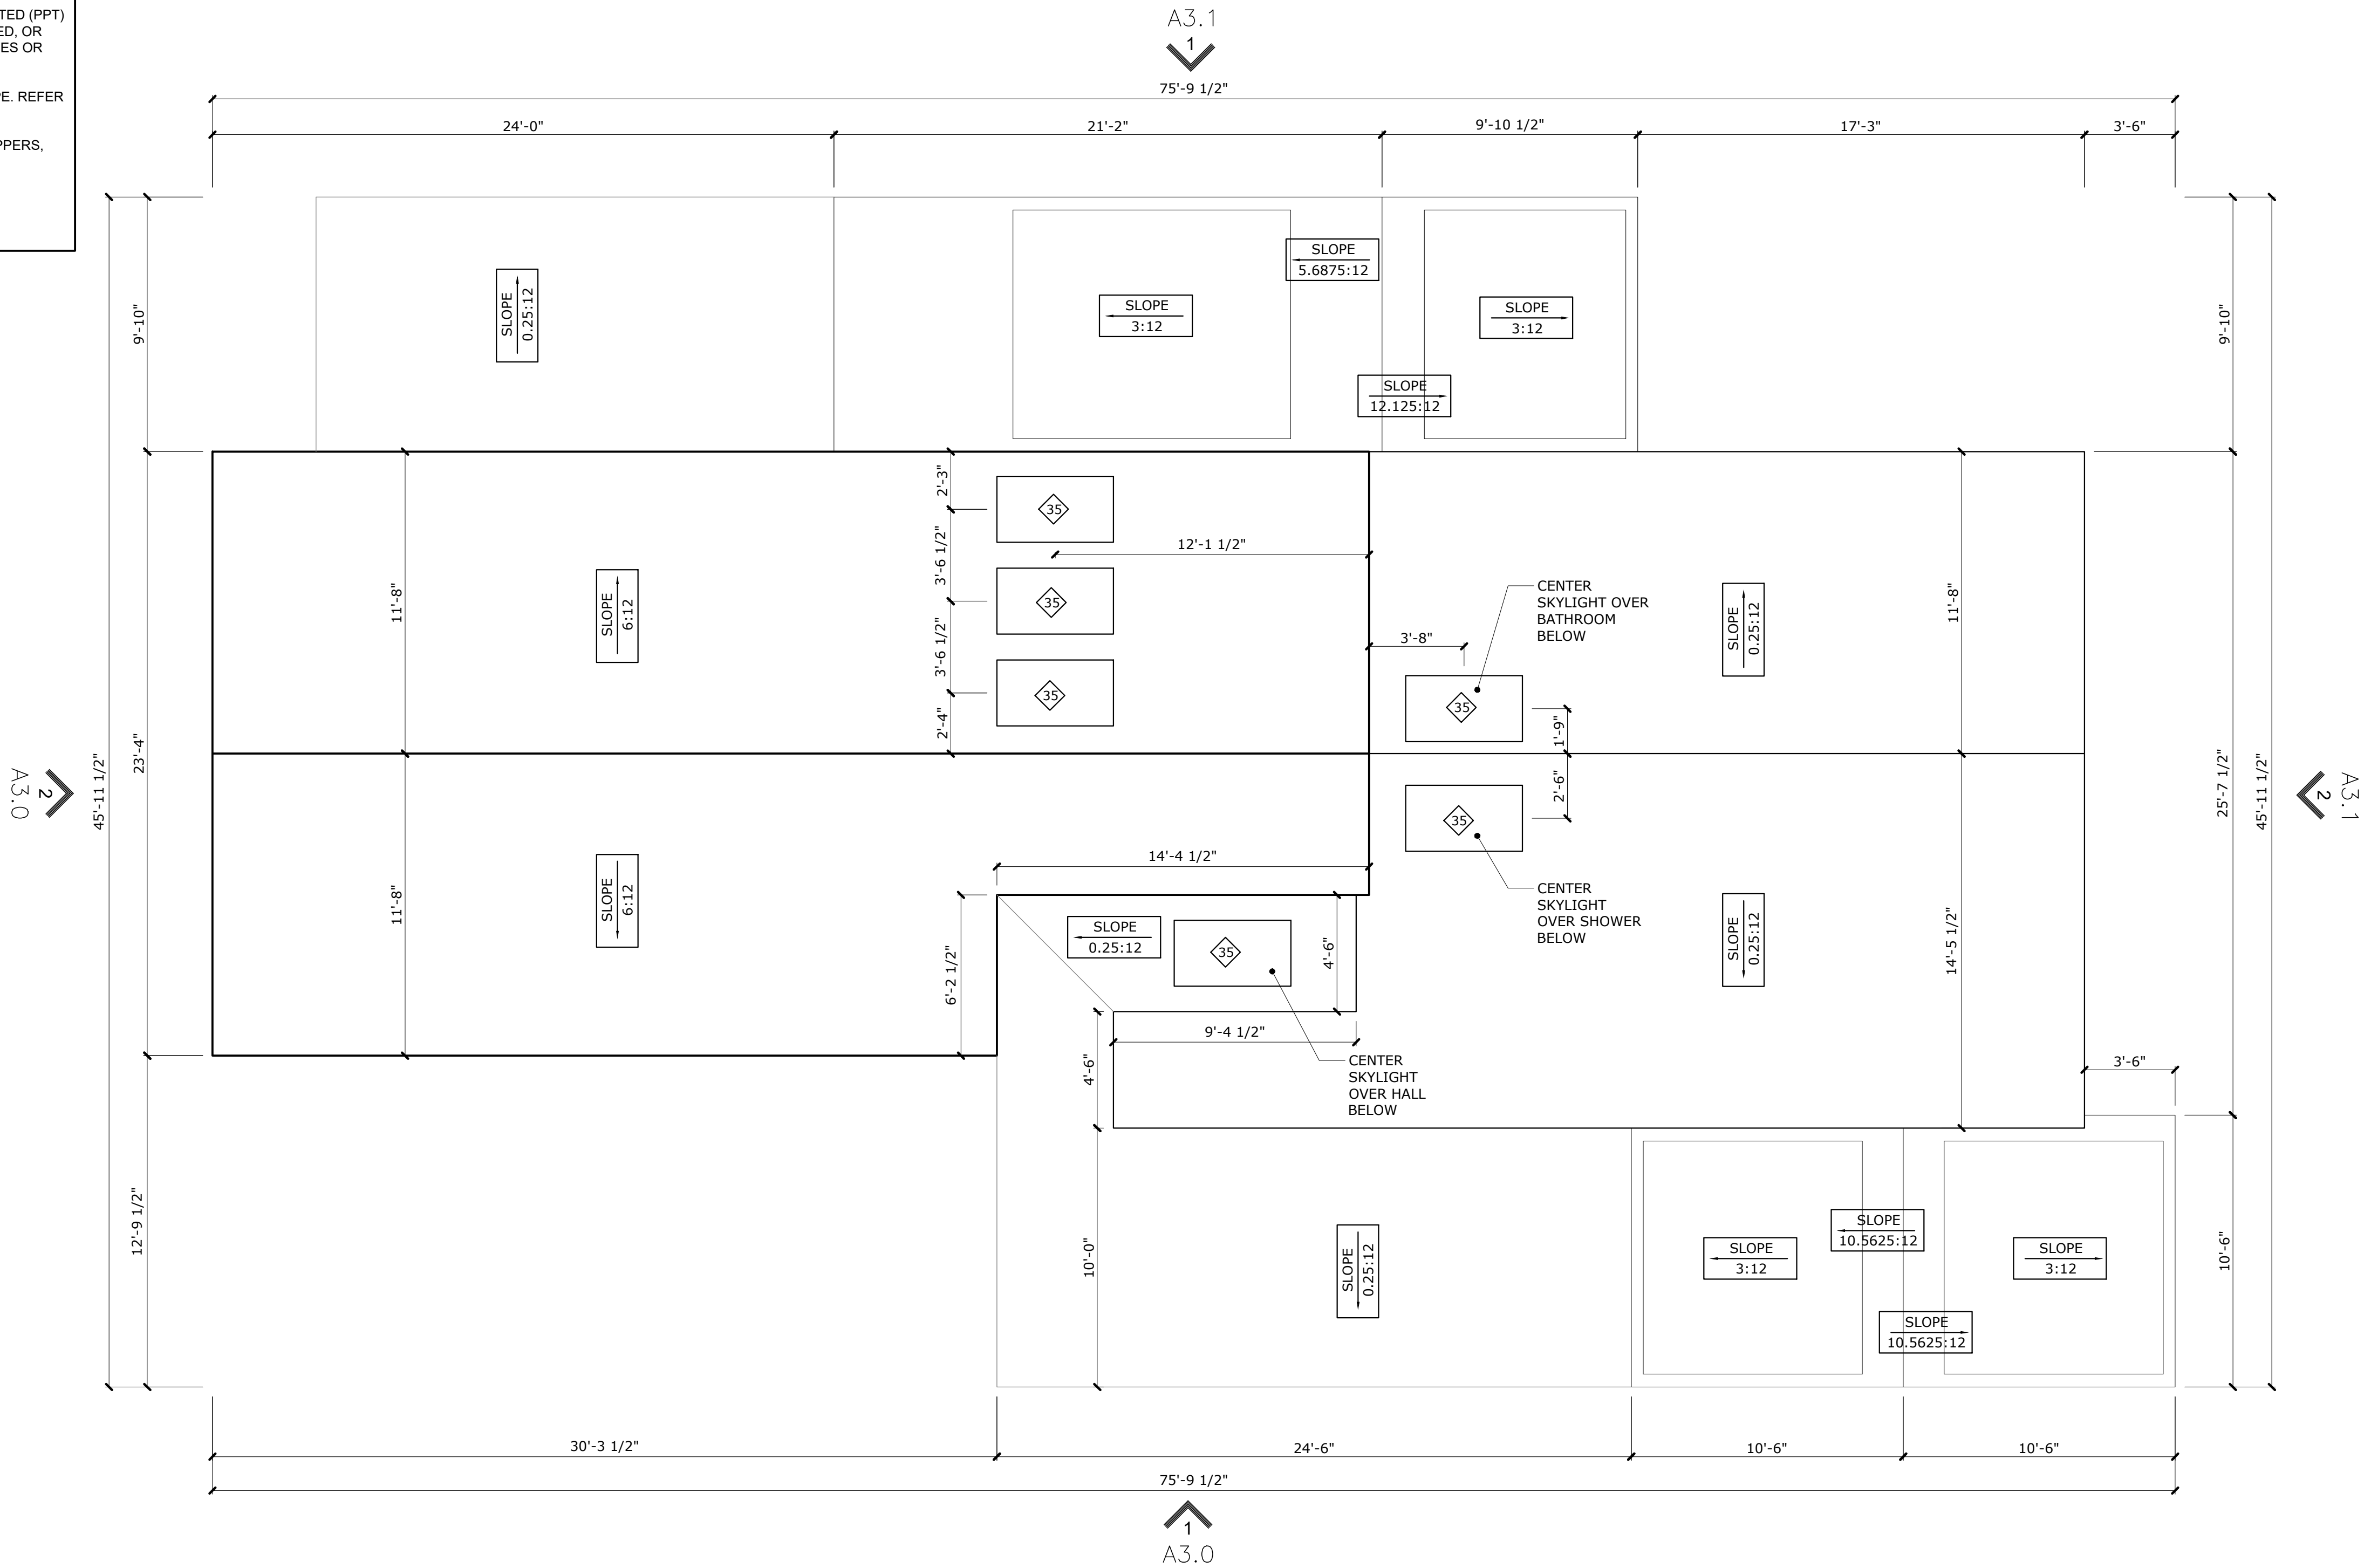 TED (PPT)
ED, OR
ES OR
PE. REFER
PPERS,
A3.1
1
75'-9 1/2"
24'-0"
21'-2"
9'-10 1/2"
17'-3"
3'-6"
SLOPE
0.25:12
SLOPE
3:12
SLOPE
5.6875:12
SLOPE
3:12
SLOPE
12.125:12
9'-10"
9'-10"
11'-8"
SLOPE
6:12
2'-3"
3'-6 1/2"
3'-6 1/2"
2'-4"
35
35
35
12'-1 1/2"
3'-8"
CENTER
SKYLIGHT OVER
BATHROOM
BELOW
35
1'-9"
SLOPE
0.25:12
11'-8"
23'-4"
45'-11 1/2"
A3.0
2
25'-7 1/2"
45'-11 1/2"
A3.1
2
2'-6"
35
CENTER
SKYLIGHT
OVER SHOWER
BELOW
11'-8"
SLOPE
6:12
14'-4 1/2"
6'-2 1/2"
SLOPE
0.25:12
35
4'-6"
9'-4 1/2"
4'-6"
CENTER
SKYLIGHT
OVER HALL
BELOW
SLOPE
0.25:12
14'-5 1/2"
3'-6"
12'-9 1/2"
10'-0"
SLOPE
0.25:12
SLOPE
3:12
SLOPE
10.5625:12
SLOPE
3:12
SLOPE
10.5625:12
10'-6"
30'-3 1/2"
24'-6"
10'-6"
10'-6"
75'-9 1/2"
1
A3.0